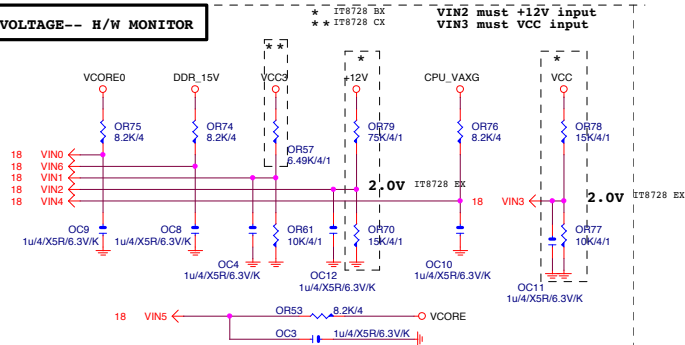 VOLTAGE-- H/W MONITOR
* IT8728 BX
** IT8728 CX
VIN2 must +12V input
VIN3 must VCC input
**
*
*
VCORE0
DDR_15V
VCC3
+12V
CPU_VAXG
VCC
OR75
8.2K/4
OR74
8.2K/4
OR57
6.49K/4/1
OR79
75K/4/1
OR76
8.2K/4
OR78
15K/4/1
18 VIN0
18 VIN6
18 VIN1
18 VIN2
18 VIN4
2.0V IT8728 EX
18 VIN3
2.0V IT8728 EX
OC9
1u/4/X5R/6.3V/K
OC8
1u/4/X5R/6.3V/K
OC4
1u/4/X5R/6.3V/K
OR61
10K/4/1
OC12
1u/4/X5R/6.3V/K
OR70
15K/4/1
OC10
1u/4/X5R/6.3V/K
OR77
10K/4/1
OC11
1u/4/X5R/6.3V/K
18 VIN5
OR53 8.2K/4
VCORE
OC3 1u/4/X5R/6.3V/K